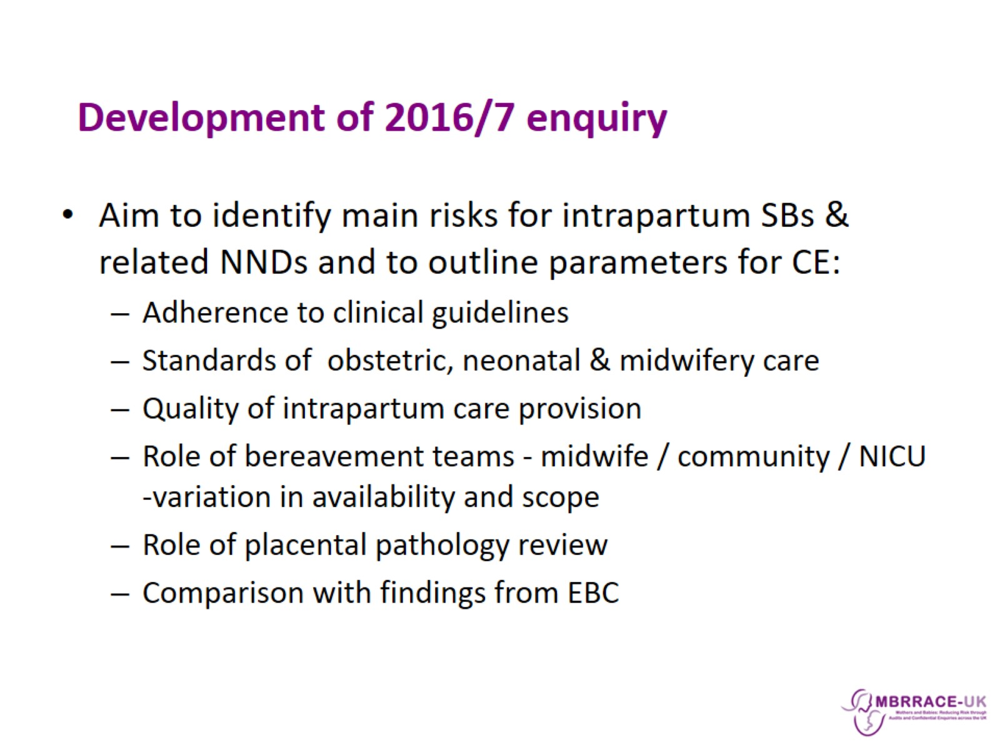 Development of 2016/7 enquiry
• Aim to identify main risks for intrapartum SBs &
related NNDs and to outline parameters for CE:
– Adherence to clinical guidelines
– Standards of  obstetric, neonatal & midwifery care
– Quality of intrapartum care provision
– Role of bereavement teams - midwife / community / NICU
-variation in availability and scope
– Role of placental pathology review
– Comparison with findings from EBC
MBRRACE-UK
Mothers and Babies: Reducing Risk through
Audits and Confidential Enquiries across the UK